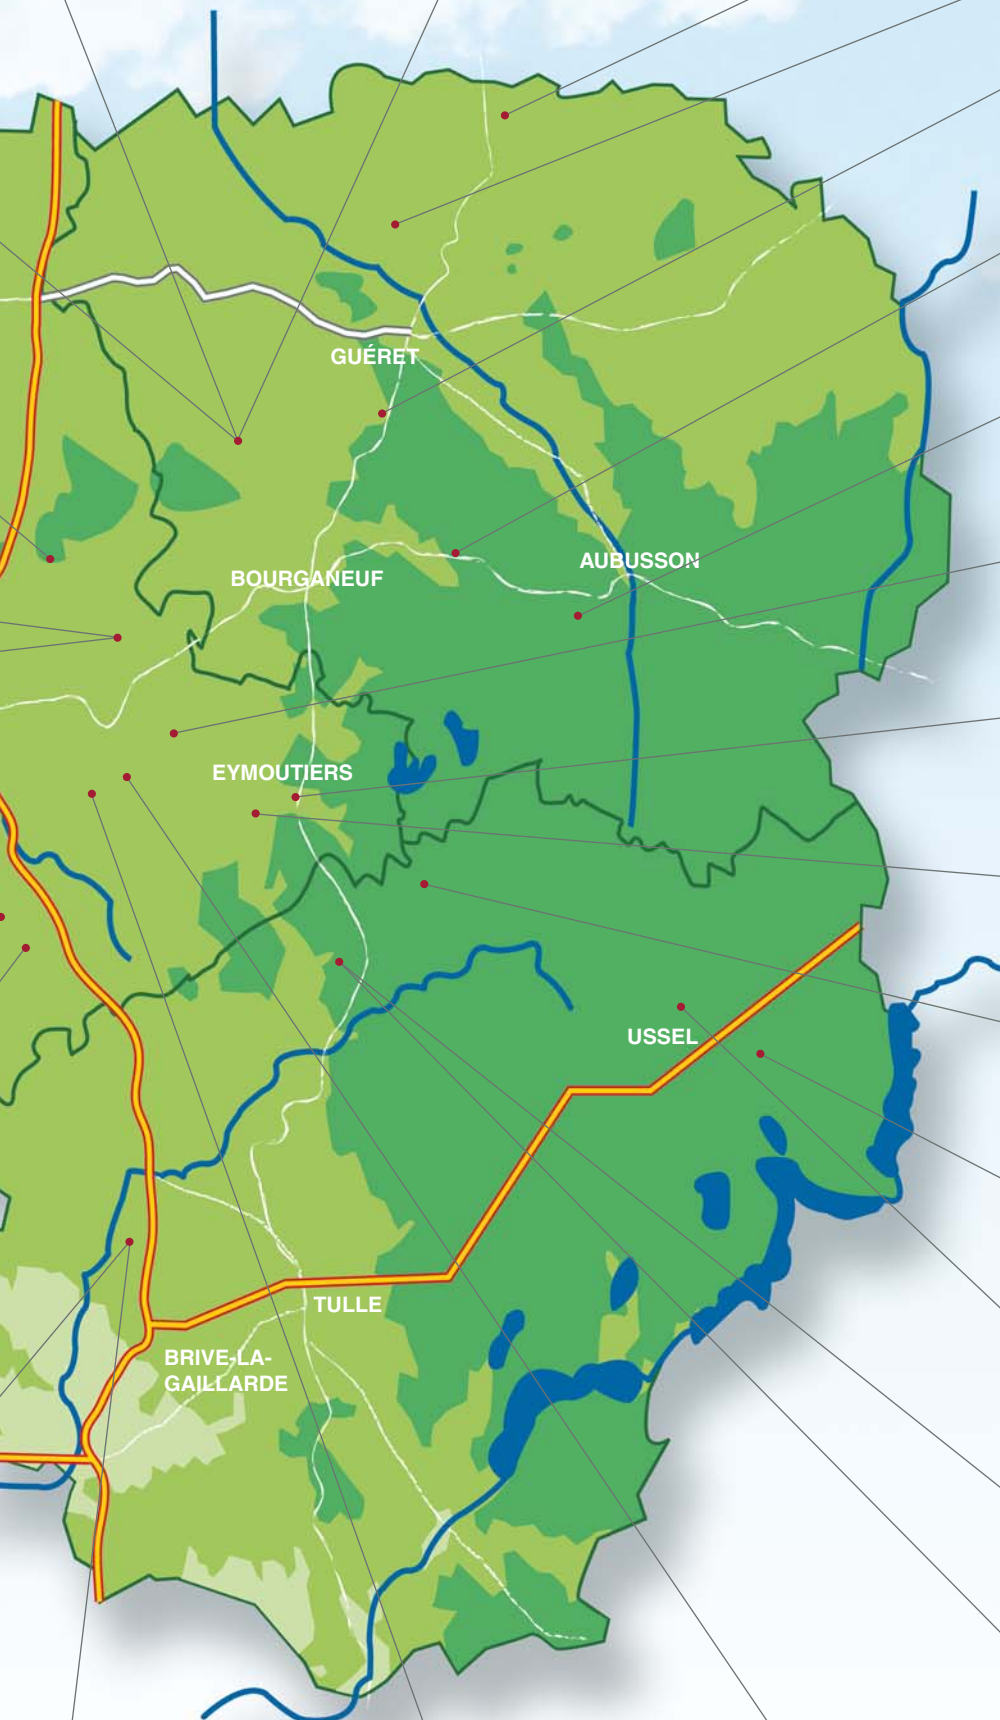 GUÉRET
AUBUSSON
BOURGANEUF
EYMOUTIERS
USSEL
TULLE
BRIVE-LA-
GAILLARDE